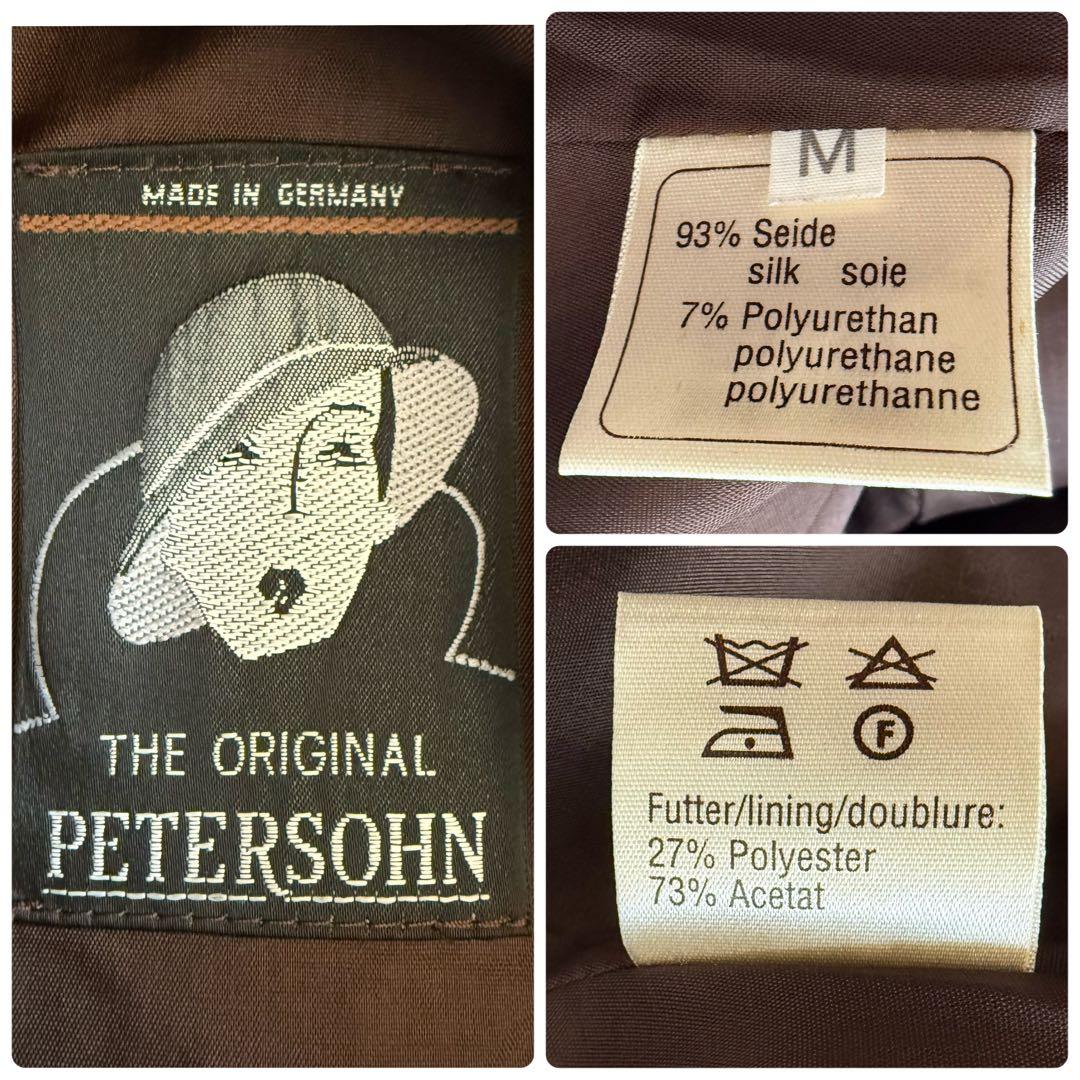 MADE IN GERMANY
THE ORIGINAL
PETERSOHN
M
93% Seide
silk soie
7% Polyurethan
polyurethane
polyurethanne
F
Futter/lining/doublure:
27% Polyester
73% Acetat